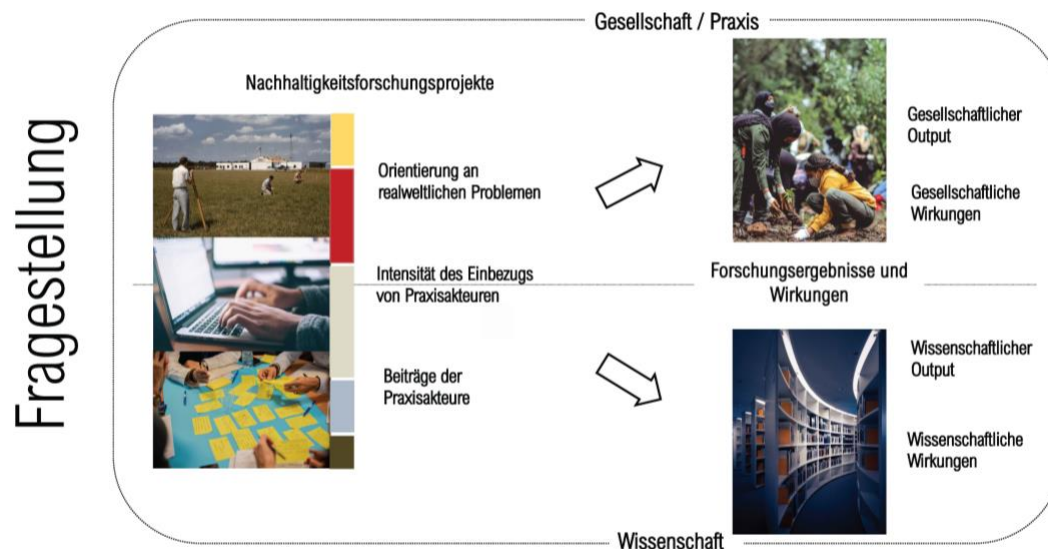 Fragestellung
Gesellschaft / Praxis
Nachhaltigkeitsforschungsprojekte
Orientierung an
realweltlichen Problemen
Intensität des Einbezugs
von Praxisakteuren
Beiträge der
Praxisakteure
Gesellschaftlicher
Output
Gesellschaftliche
Wirkungen
Forschungsergebnisse und
Wirkungen
Wissenschaftlicher
Output
Wissenschaftliche
Wirkungen
Wissenschaft